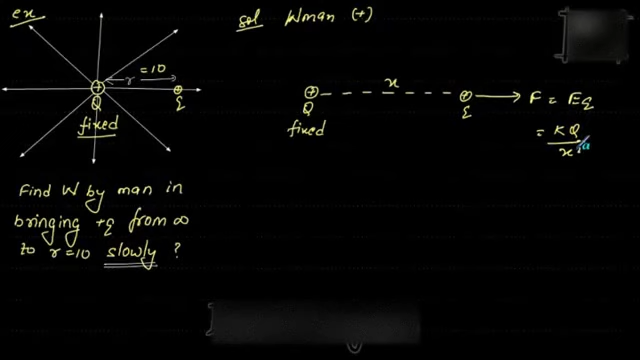 ex
r = 10
+ +
Q q
fixed
Find W by man in
bringing +q from ∞
to r=10 slowly ?
sol Wman (+)
x
+ + F = Eq
Q q
fixed
= KQ
x